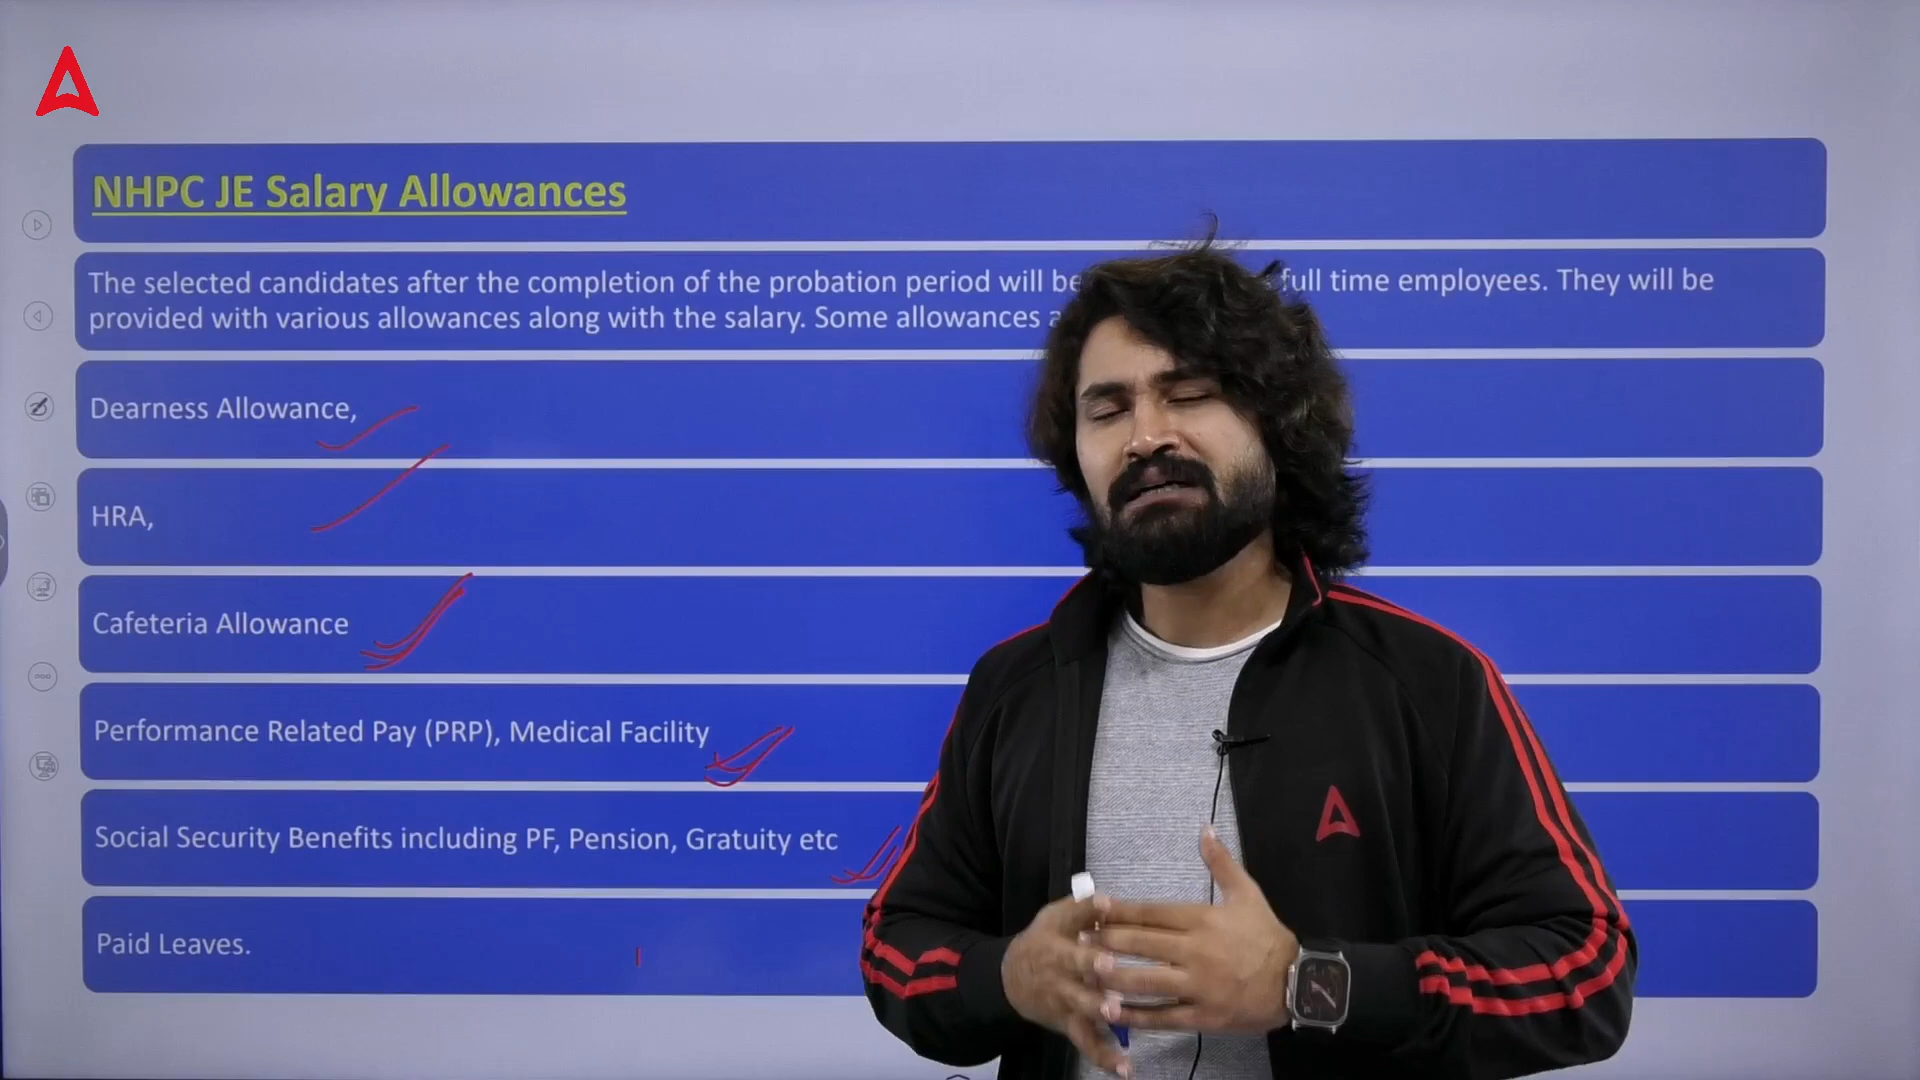 NHPC JE Salary Allowances
The selected candidates after the completion of the probation period will be full time employees. They will be
provided with various allowances along with the salary. Some allowances
Dearness Allowance,
HRA,
Cafeteria Allowance
Performance Related Pay (PRP), Medical Facility
Social Security Benefits including PF, Pension, Gratuity etc
Paid Leaves.